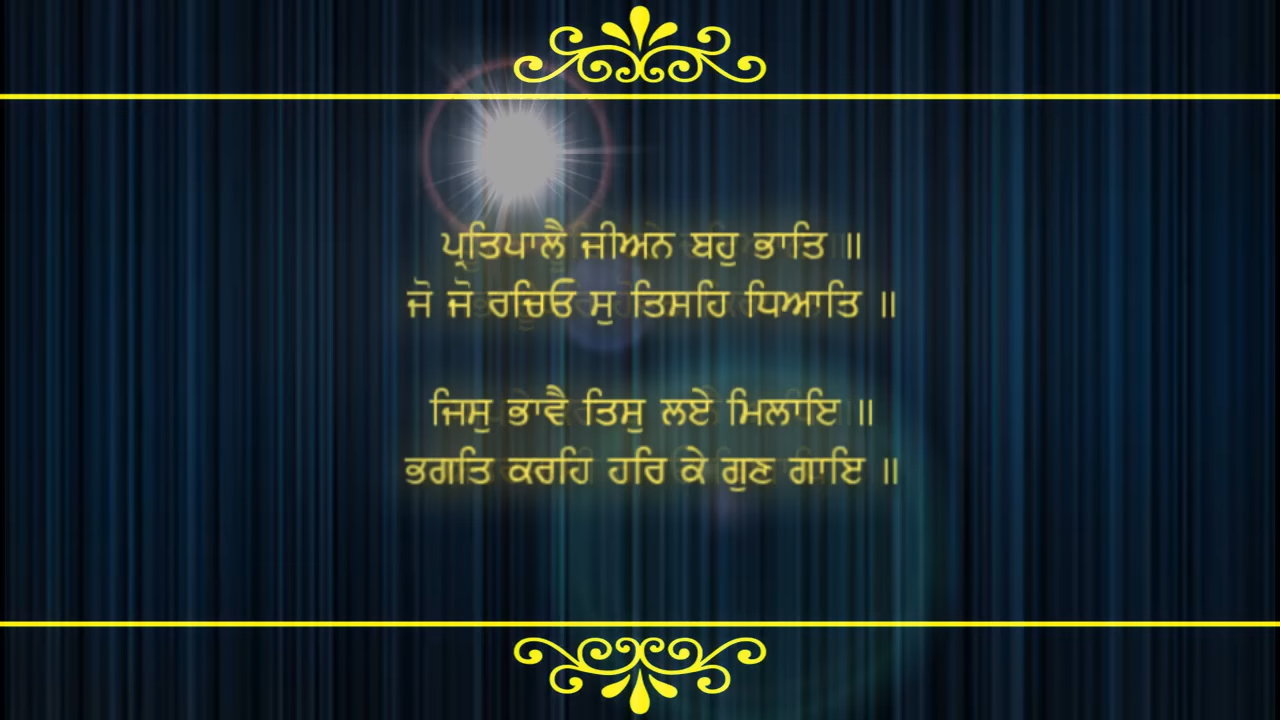 ਪ੍ਰਤਿਪਾਲੈ ਜੀਅਨ ਬਹੁ ਭਾਤਿ ॥
ਜੋ ਜੋ ਰਚਿਓ ਸੁ ਤਿਸਹਿ ਧਿਆਤਿ ॥
ਜਿਸੁ ਭਾਵੈ ਤਿਸੁ ਲਏ ਮਿਲਾਇ ॥
ਭਗਤਿ ਕਰਹਿ ਹਰਿ ਕੇ ਗੁਣ ਗਾਇ ॥